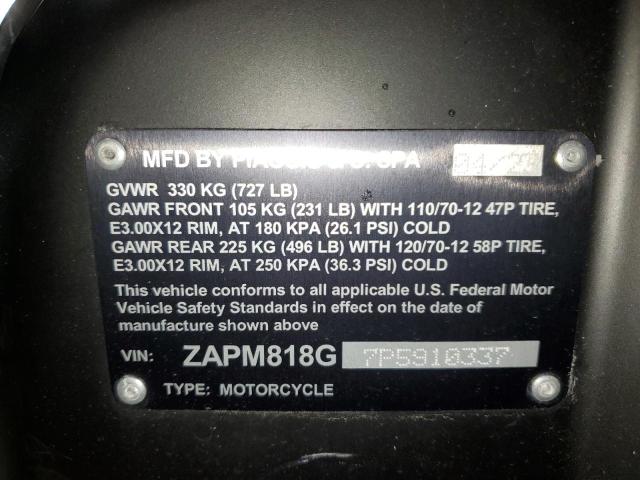 MFD BY PIAGGIO & C. SPA
GVWR 330 KG (727 LB)
GAWR FRONT 105 KG (231 LB) WITH 110/70-12 47P TIRE,
E3.00X12 RIM, AT 180 KPA (26.1 PSI) COLD
GAWR REAR 225 KG (496 LB) WITH 120/70-12 58P TIRE,
E3.00X12 RIM, AT 250 KPA (36.3 PSI) COLD
This vehicle conforms to all applicable U.S. Federal Motor
Vehicle Safety Standards in effect on the date of
manufacture shown above
VIN: ZAPM818G 7P5910337
TYPE: MOTORCYCLE